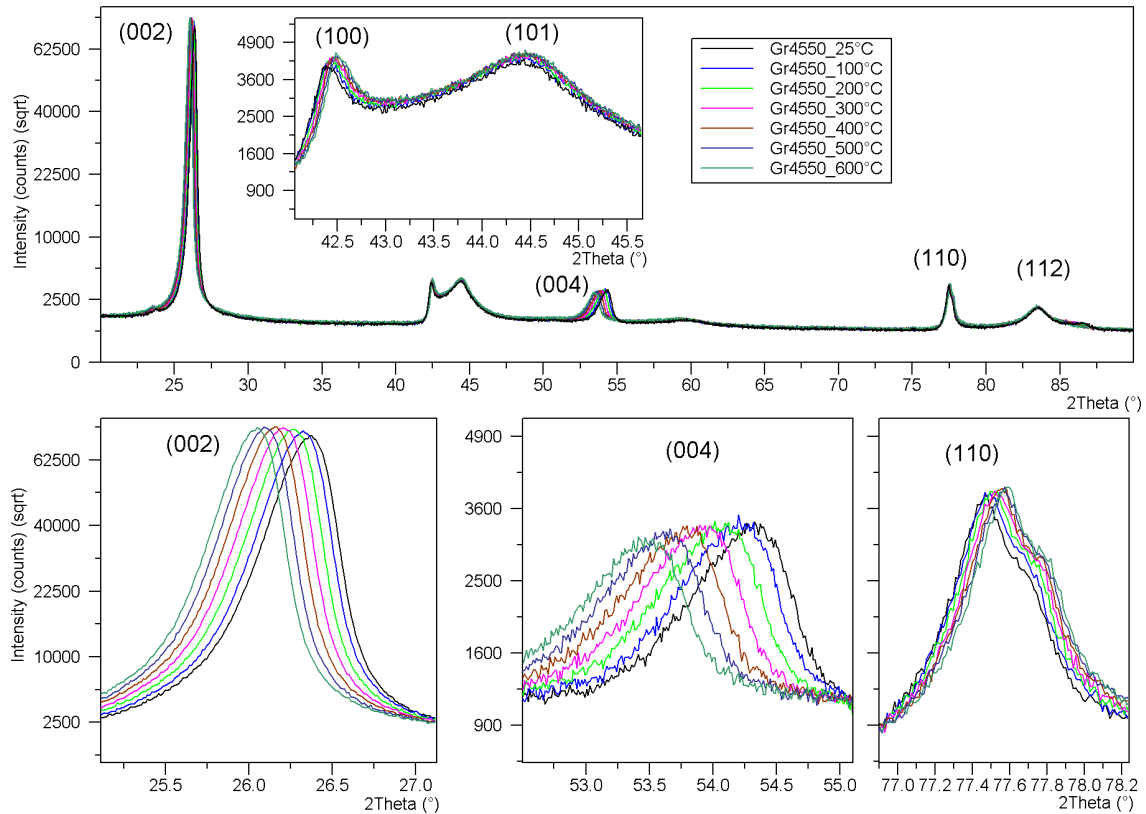 (002)
(100)
(101)
4900
3600
2500
1600
900
42.5 43.0 43.5 44.0 44.5 45.0 45.5
2Theta (°)
Gr4550_25°C
Gr4550_100°C
Gr4550_200°C
Gr4550_300°C
Gr4550_400°C
Gr4550_500°C
Gr4550_600°C
Intensity (counts) (sqrt)
62500
40000
22500
10000
2500
0
(004)
(110)
(112)
25 30 35 40 45 50 55 60 65 70 75 80 85
2Theta (°)
(002)
Intensity (counts) (sqrt)
62500
40000
22500
10000
2500
25.5 26.0 26.5 27.0
2Theta (°)
(004)
4900
3600
2500
1600
900
53.0 53.5 54.0 54.5 55.0
2Theta (°)
(110)
77.0 77.2 77.4 77.6 77.8 78.0 78.2
2Theta (°)